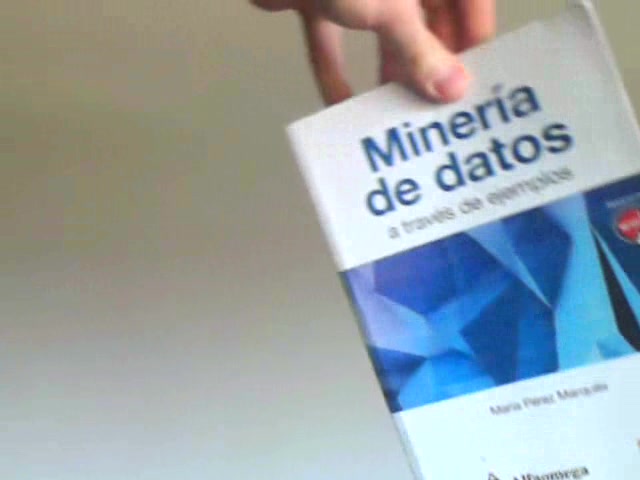 Minería
de datos
a través de ejemplos
María Pérez Marqués
Alfaomega